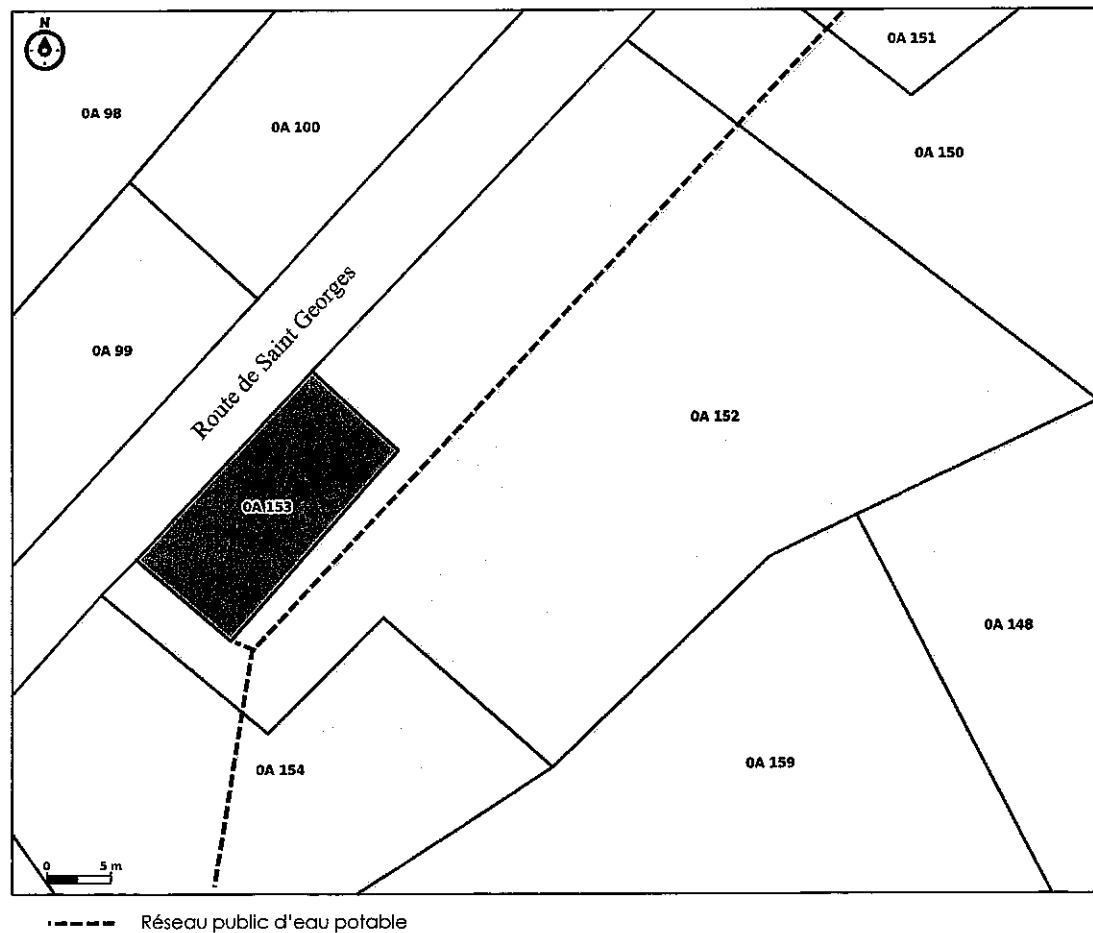 N
0A 151
0A 98
0A 100
0A 150
Route de Saint Georges
0A 99
0A 152
0A 153
0A 148
0A 154
0A 159
0 5 m
Réseau public d'eau potable